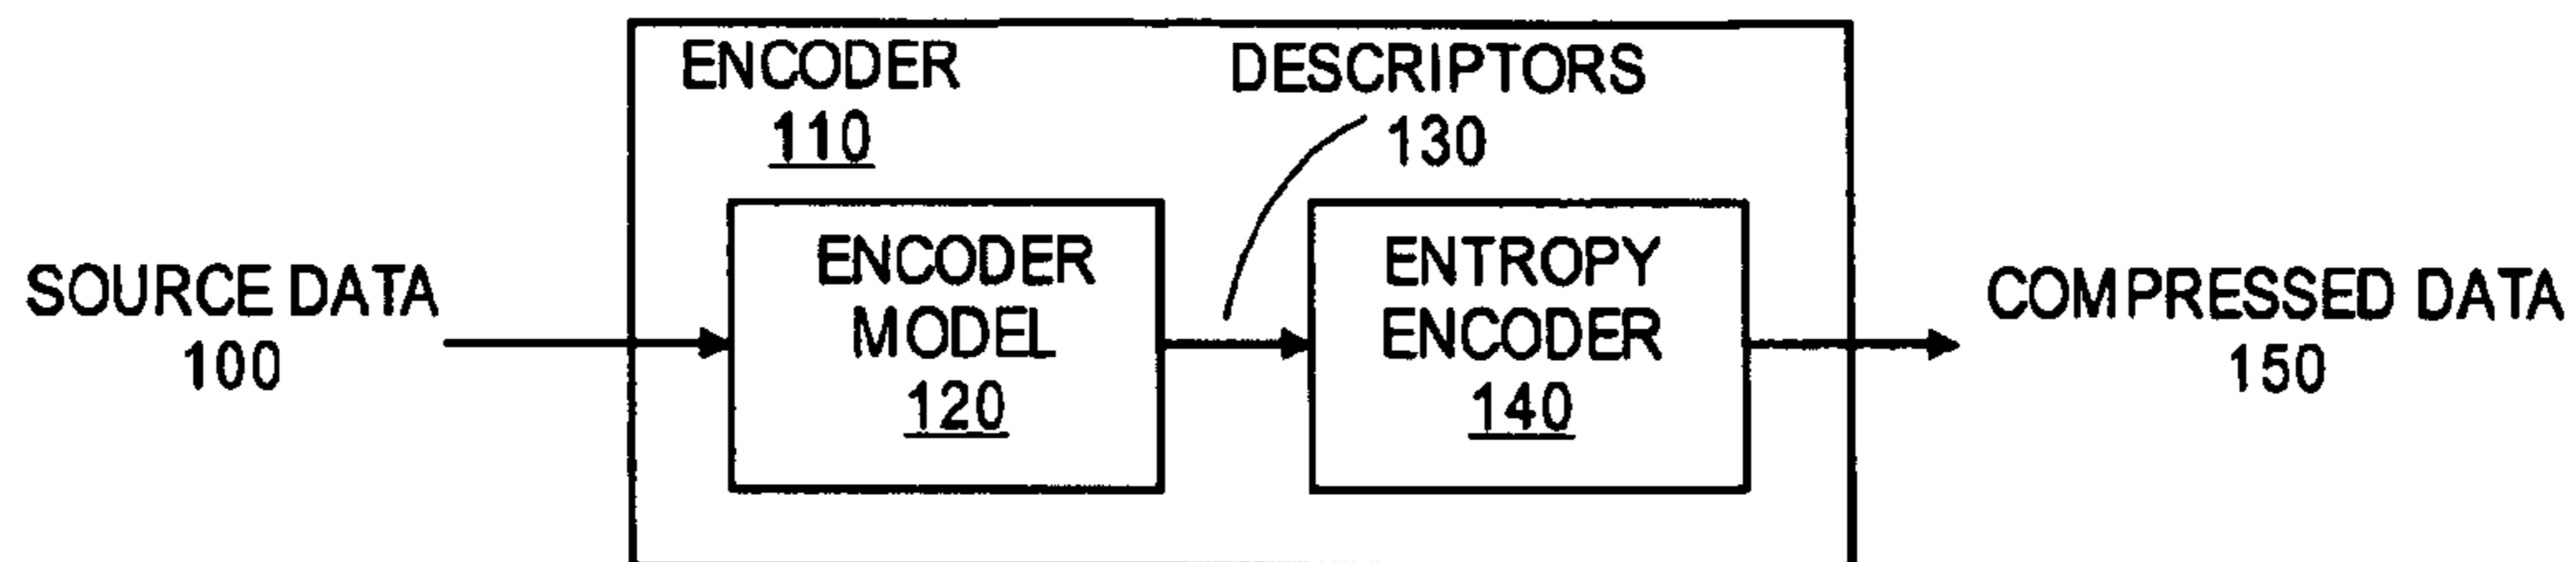 ENCODER
110
DESCRIPTORS
130
SOURCE DATA
100
ENCODER
MODEL
120
ENTROPY
ENCODER
140
COMPRESSED DATA
150